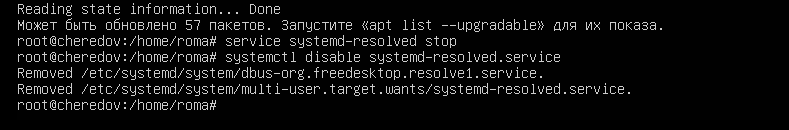 Reading state information... Done
Может быть обновлено 57 пакетов. Запустите «apt list --upgradable» для их показа.
root@cheredov:/home/roma# service systemd-resolved stop
root@cheredov:/home/roma# systemctl disable systemd-resolved.service
Removed /etc/systemd/system/dbus-org.freedesktop.resolve1.service.
Removed /etc/systemd/system/multi-user.target.wants/systemd-resolved.service.
root@cheredov:/home/roma#